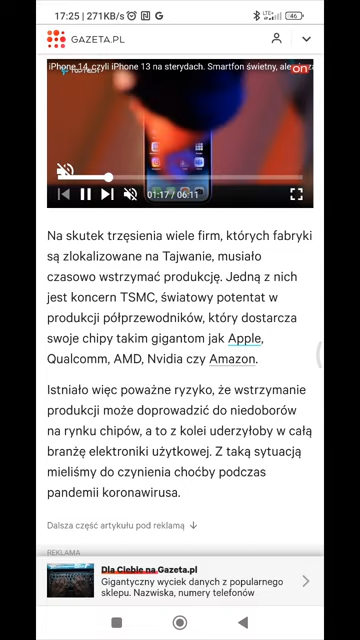 17:25 | 271KB/s
46
GAZETA.PL
iPhone 14, czyli iPhone 13 na sterydach. Smartfon świetny, ale
on
01:17 / 06:11
Na skutek trzęsienia wiele firm, których fabryki
są zlokalizowane na Tajwanie, musiało
czasowo wstrzymać produkcję. Jedną z nich
jest koncern TSMC, światowy potentat w
produkcji półprzewodników, który dostarcza
swoje chipy takim gigantom jak Apple,
Qualcomm, AMD, Nvidia czy Amazon.
Istniało więc poważne ryzyko, że wstrzymanie
produkcji może doprowadzić do niedoborów
na rynku chipów, a to z kolei uderzyłoby w całą
branżę elektroniki użytkowej. Z taką sytuacją
mieliśmy do czynienia choćby podczas
pandemii koronawirusa.
Dalsza część artykułu pod reklamą ↓
REKLAMA
Dla Ciebie na Gazeta.pl
Gigantyczny wyciek danych z popularnego
sklepu. Nazwiska, numery telefonów